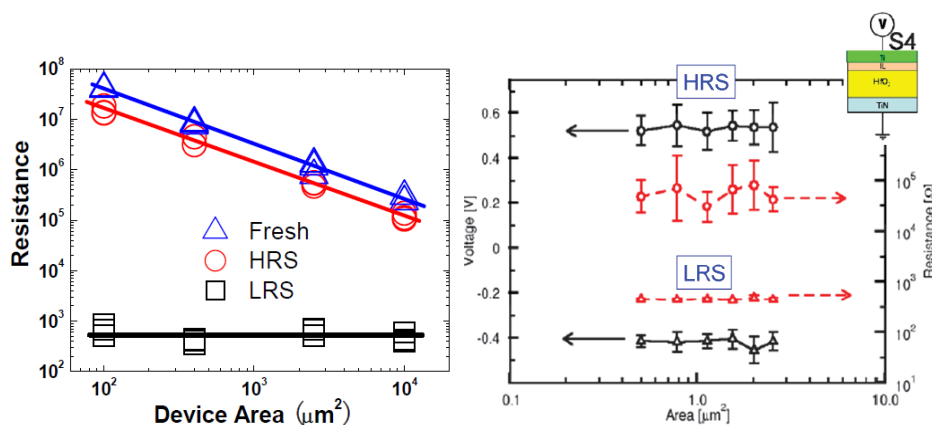 10^8
10^7
10^6
10^5
10^4
10^3
10^2
Resistance
Fresh
HRS
LRS
10^2
10^3
10^4
Device Area (μm^2)
V
S4
Ti
IL
HfO_2
TiN
HRS
LRS
0.6
0.4
0.2
0
-0.2
-0.4
Voltage [V]
10^5
10^4
10^3
10^2
10^1
Resistance [Ω]
0.1
1.0
10.0
Area [μm^2]